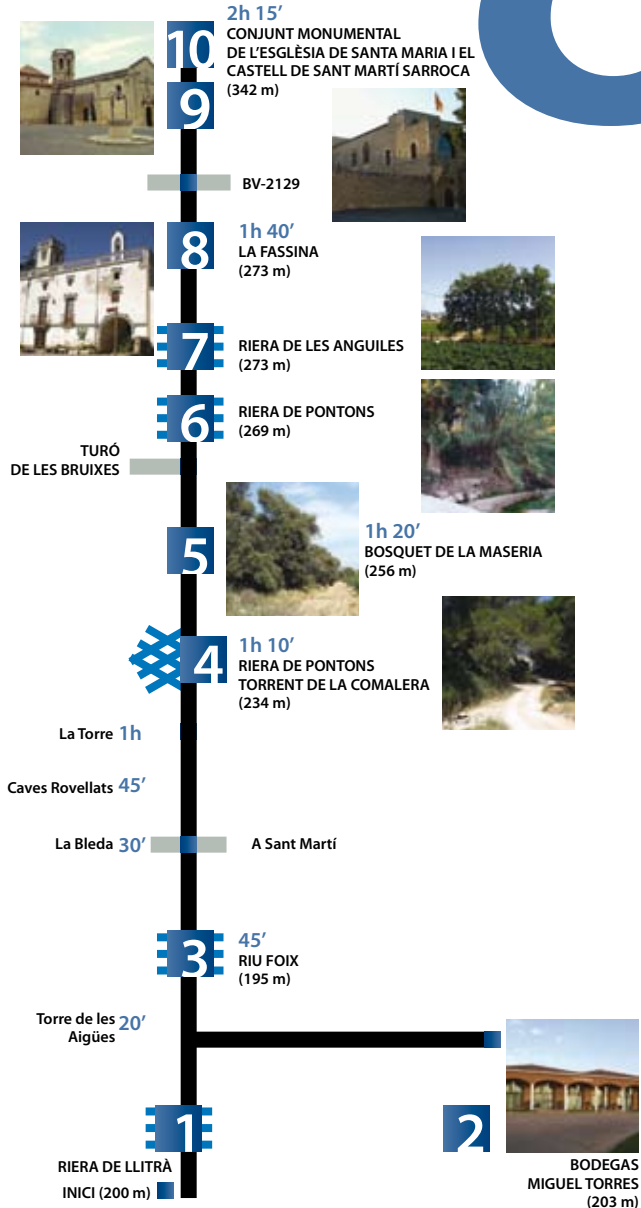 2h 15’
10
CONJUNT MONUMENTAL
DE L’ESGLÈSIA DE SANTA MARIA I EL
CASTELL DE SANT MARTÍ SARROCA
(342 m)
9
BV-2129
8
1h 40’
LA FASSINA
(273 m)
7
RIERA DE LES ANGUILES
(273 m)
6
RIERA DE PONTONS
(269 m)
TURÓ
DE LES BRUIXES
5
1h 20’
BOSQUET DE LA MASERIA
(256 m)
4
1h 10’
RIERA DE PONTONS
TORRENT DE LA COMALERA
(234 m)
La Torre 1h
Caves Rovellats 45’
La Bleda 30’
A Sant Martí
3
45’
RIU FOIX
(195 m)
Torre de les
Aigües
20’
1
2
RIERA DE LLITRÀ
INICI (200 m)
BODEGAS
MIGUEL TORRES
(203 m)